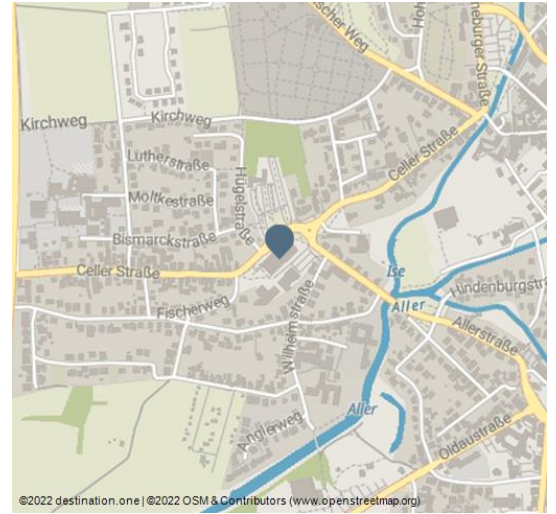 ischer Weg
Hoh
neburger Straße
Kirchweg
Kirchweg
Celler Straße
Lutherstraße
Moltkestraße
Hügelstraße
Bismarckstraße
Celler Straße
Ise
Hindenburgstr
Fischerweg
Aller
Wilhelmstraße
Allerstraße
Aller
Anglerweg
Oldaustraße
©2022 destination.one | ©2022 OSM & Contributors (www.openstreetmap.org)